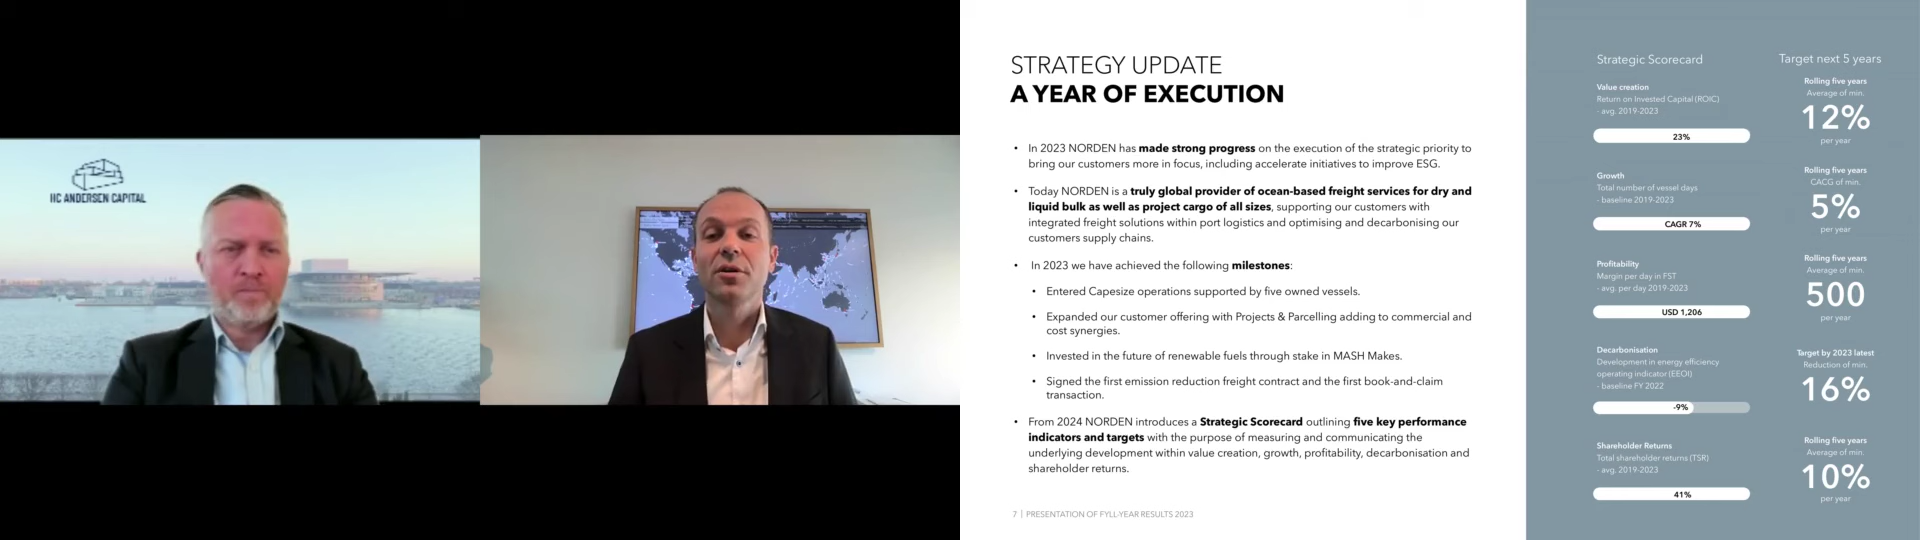 HC ANDERSEN CAPITAL
STRATEGY UPDATE
A YEAR OF EXECUTION
• In 2023 NORDEN has made strong progress on the execution of the strategic priority to
bring our customers more in focus, including accelerate initiatives to improve ESG.
• Today NORDEN is a truly global provider of ocean-based freight services for dry and
liquid bulk as well as project cargo of all sizes, supporting our customers with
integrated freight solutions within port logistics and optimising and decarbonising our
customers supply chains.
• In 2023 we have achieved the following milestones:
• Entered Capesize operations supported by five owned vessels.
• Expanded our customer offering with Projects & Parcelling adding to commercial and
cost synergies.
• Invested in the future of renewable fuels through stake in MASH Makes.
• Signed the first emission reduction freight contract and the first book-and-claim
transaction.
• From 2024 NORDEN introduces a Strategic Scorecard outlining five key performance
indicators and targets with the purpose of measuring and communicating the
underlying development within value creation, growth, profitability, decarbonisation and
shareholder returns.
7 | PRESENTATION OF FYLL-YEAR RESULTS 2023
Strategic Scorecard
Value creation
Return on Invested Capital (ROIC)
- avg. 2019-2023
23%
Growth
Total number of vessel days
- baseline 2019-2023
CAGR 7%
Profitability
Margin per day in FST
- avg. per day 2019-2023
USD 1,206
Decarbonisation
Development in energy efficiency
operating indicator (EEOI)
- baseline FY 2022
-9%
Shareholder Returns
Total shareholder returns (TSR)
- avg. 2019-2023
41%
Target next 5 years
Rolling five years
Average of min.
12%
per year
Rolling five years
CACG of min.
5%
per year
Rolling five years
Average of min.
500
per year
Target by 2023 latest
Reduction of min.
16%
Rolling five years
Average of min.
10%
per year